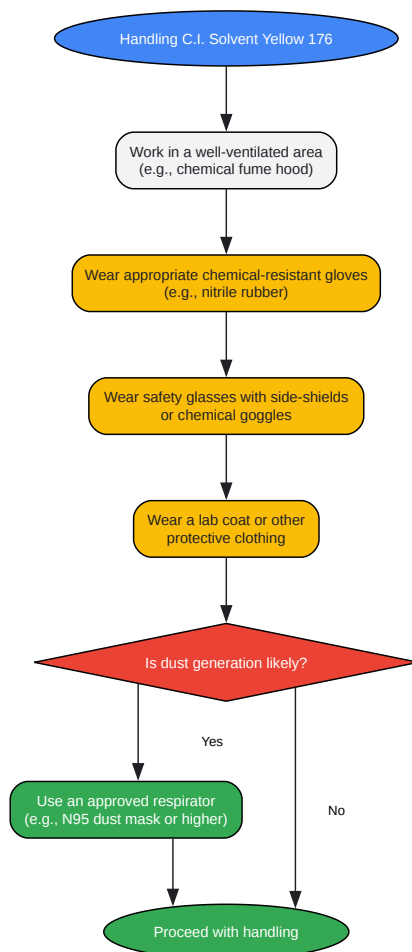 Handling C.I. Solvent Yellow 176
Work in a well-ventilated area
(e.g., chemical fume hood)
Wear appropriate chemical-resistant gloves
(e.g., nitrile rubber)
Wear safety glasses with side-shields
or chemical goggles
Wear a lab coat or other
protective clothing
Is dust generation likely?
Yes
Use an approved respirator
(e.g., N95 dust mask or higher)
No
Proceed with handling